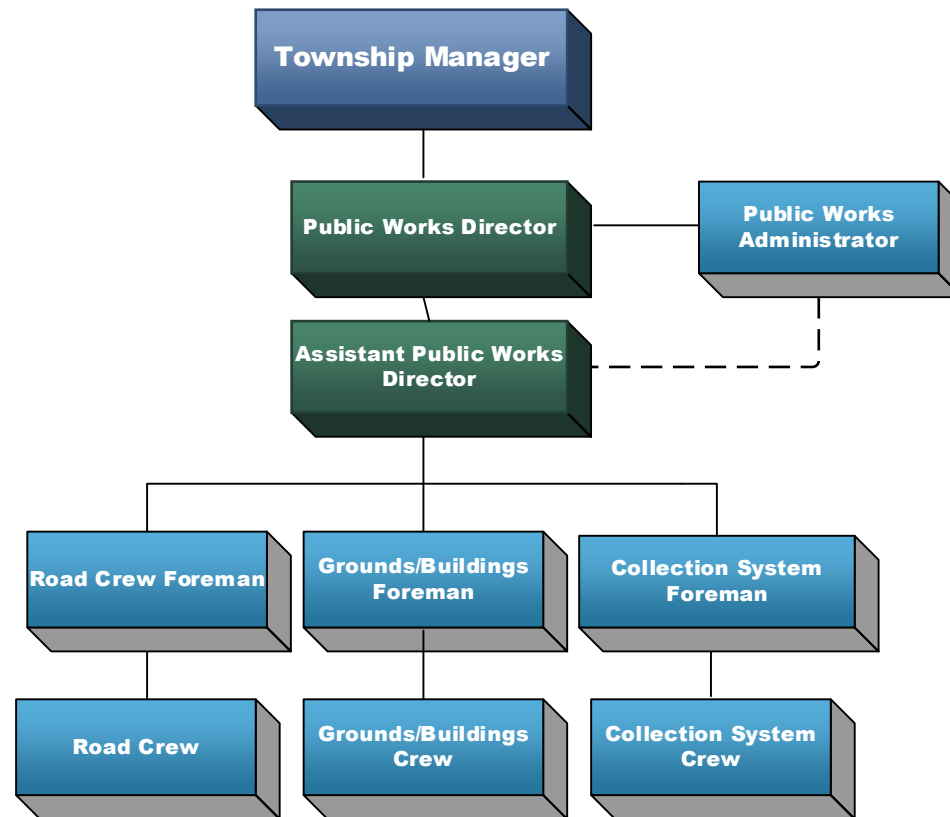 Township Manager
Public Works Director
Public Works
Administrator
Assistant Public Works
Director
Road Crew Foreman
Grounds/Buildings
Foreman
Collection System
Foreman
Road Crew
Grounds/Buildings
Crew
Collection System
Crew